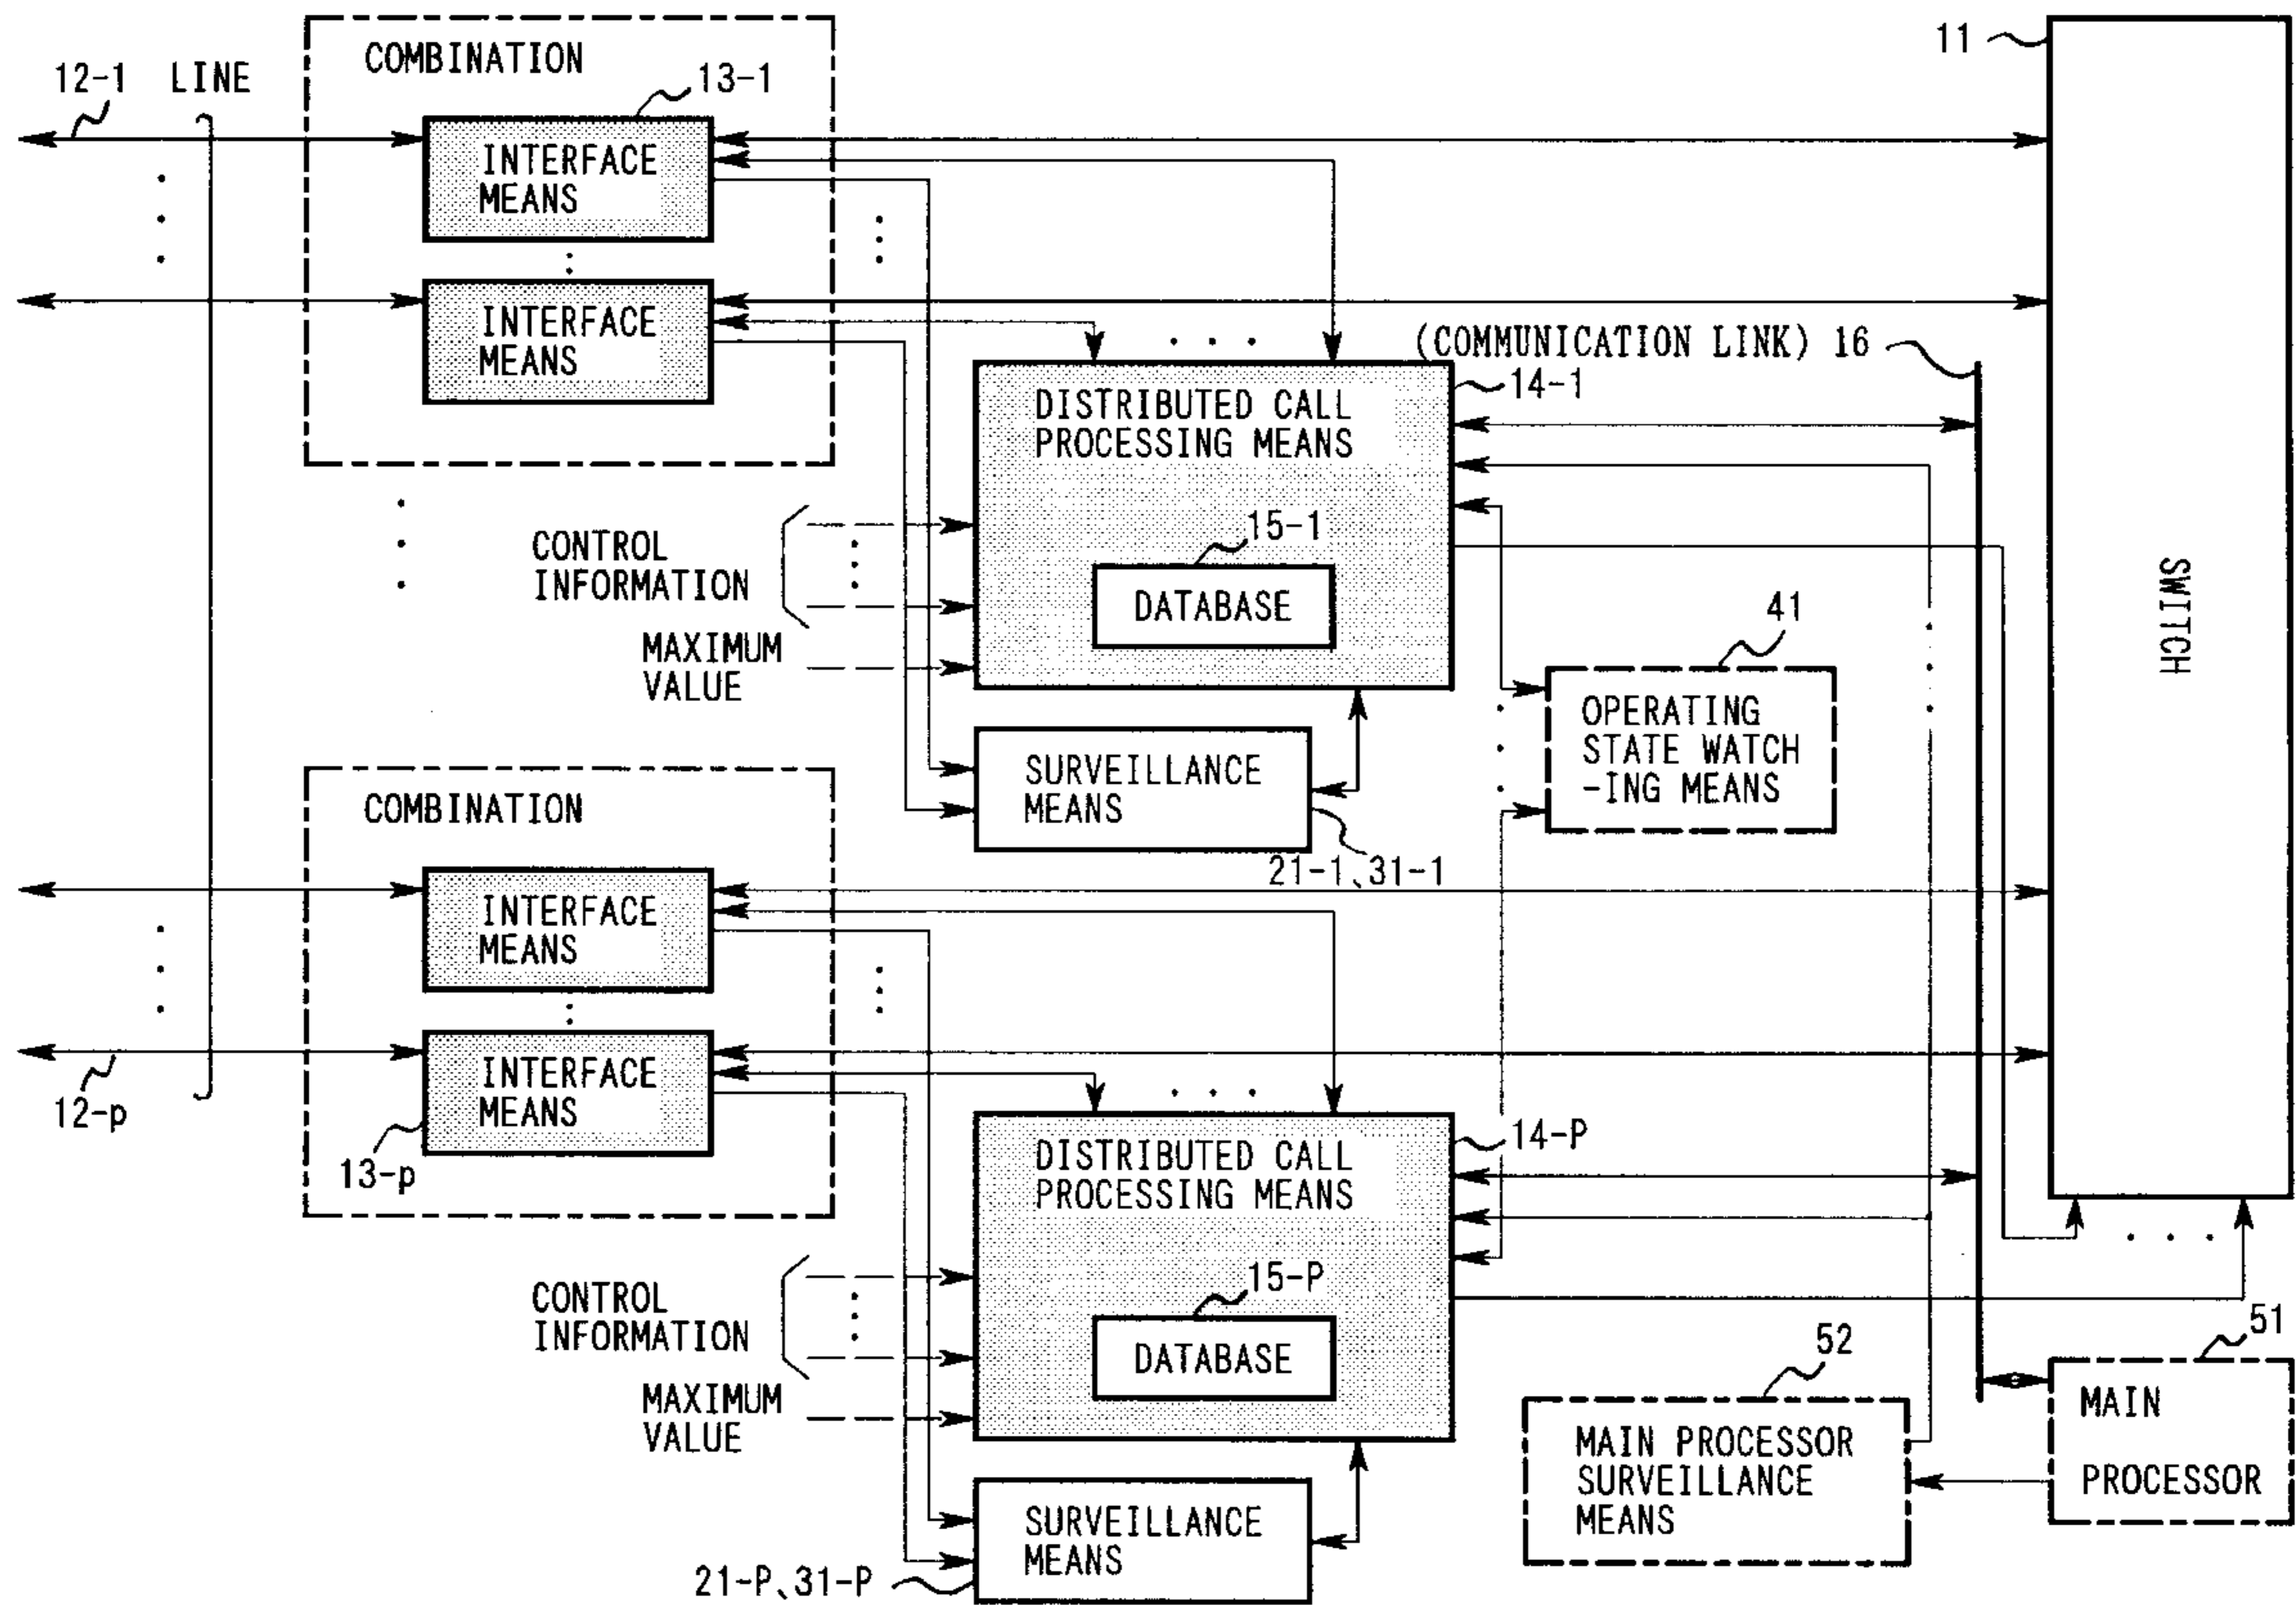 COMBINATION
11
12-1
LINE
13-1
INTERFACE
MEANS
INTERFACE
MEANS
(COMMUNICATION LINK) 16
14-1
DISTRIBUTED CALL
PROCESSING MEANS
CONTROL
INFORMATION
15-1
DATABASE
SWITCH
MAXIMUM
VALUE
41
OPERATING
STATE WATCH
-ING MEANS
SURVEILLANCE
MEANS
21-1、31-1
COMBINATION
INTERFACE
MEANS
INTERFACE
MEANS
12-p
13-p
14-P
DISTRIBUTED CALL
PROCESSING MEANS
CONTROL
INFORMATION
15-P
DATABASE
MAXIMUM
VALUE
52
51
MAIN PROCESSOR
SURVEILLANCE
MEANS
MAIN
PROCESSOR
SURVEILLANCE
MEANS
21-P、31-P